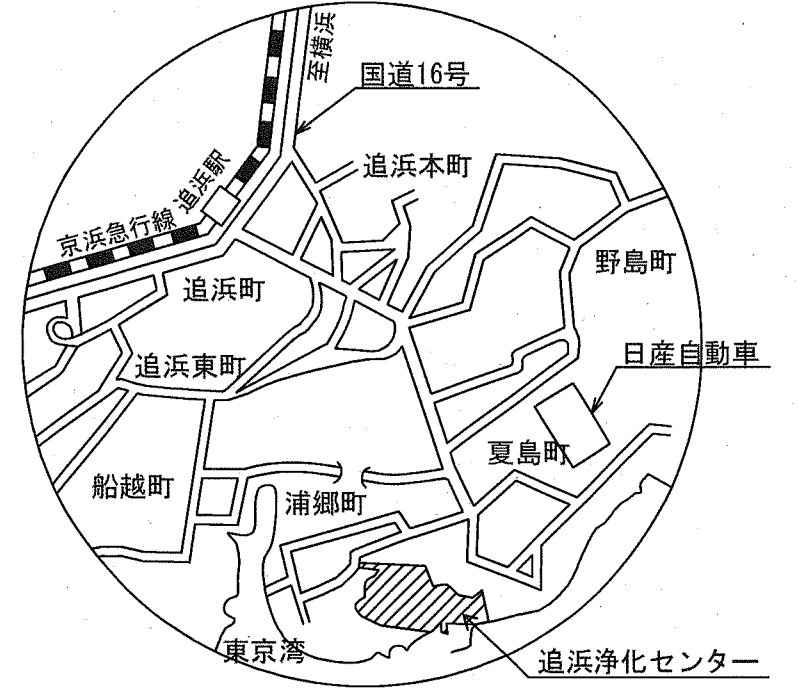 至横浜
国道16号
追浜本町
追浜駅
京浜急行線
野島町
追浜町
日産自動車
追浜東町
夏島町
船越町
浦郷町
東京湾
追浜浄化センター